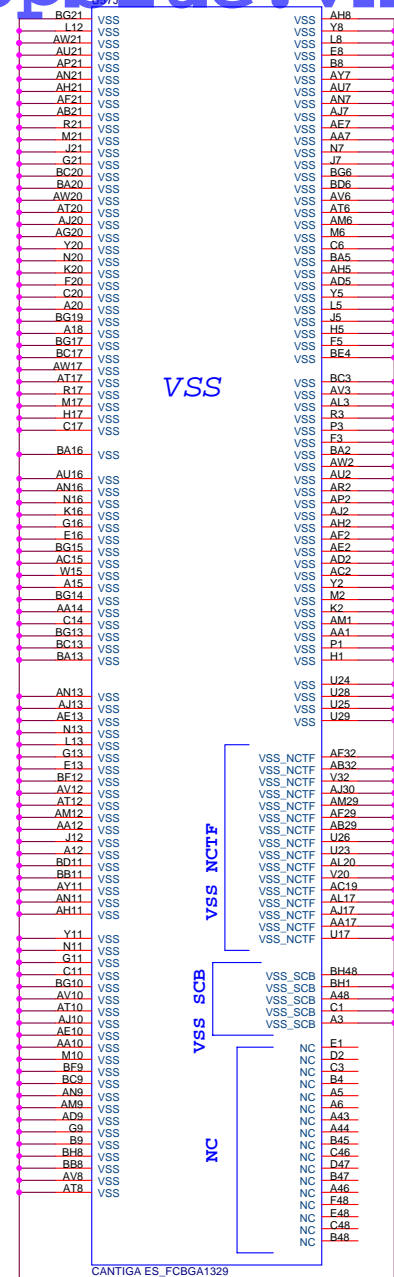 BG21 VSS VSS AH8
L12 VSS VSS Y8
AW21 VSS VSS L8
AU21 VSS VSS E8
AP21 VSS VSS B8
AN21 VSS VSS AY7
AH21 VSS VSS AU7
AF21 VSS VSS AN7
AB21 VSS VSS AJ7
R21 VSS VSS AE7
M21 VSS VSS AA7
J21 VSS VSS N7
G21 VSS VSS J7
BC20 VSS VSS BG6
BA20 VSS VSS BD6
AW20 VSS VSS AV6
AT20 VSS VSS AT6
AJ20 VSS VSS AM6
AG20 VSS VSS M6
Y20 VSS VSS C6
N20 VSS VSS BA5
K20 VSS VSS AH5
F20 VSS VSS AD5
C20 VSS VSS Y5
A20 VSS VSS L5
BG19 VSS VSS J5
A18 VSS VSS H5
BG17 VSS VSS F5
BC17 VSS VSS BE4
AW17 VSS
AT17 VSS VSS BC3
VSS
R17 VSS VSS AV3
M17 VSS VSS AL3
H17 VSS VSS R3
C17 VSS VSS P3
VSS F3
BA16 VSS VSS BA2
VSS AW2
AU16 VSS VSS AU2
AN16 VSS VSS AR2
N16 VSS VSS AP2
K16 VSS VSS AJ2
G16 VSS VSS AH2
E16 VSS VSS AF2
BG15 VSS VSS AE2
AC15 VSS VSS AD2
W15 VSS VSS AC2
A15 VSS VSS Y2
BG14 VSS VSS M2
AA14 VSS VSS K2
C14 VSS VSS AM1
BG13 VSS VSS AA1
BC13 VSS VSS P1
BA13 VSS VSS H1
VSS U24
AN13 VSS VSS U28
AJ13 VSS VSS U25
AE13 VSS VSS U29
N13 VSS
L13 VSS
G13 VSS VSS_NCTF AF32
E13 VSS VSS_NCTF AB32
BF12 VSS VSS_NCTF V32
AV12 VSS VSS_NCTF AJ30
AT12 VSS VSS_NCTF AM29
AM12 VSS VSS_NCTF AF29
AA12 VSS VSS_NCTF AB29
J12 VSS VSS_NCTF U26
A12 VSS VSS_NCTF U23
BD11 VSS VSS_NCTF AL20
BB11 VSS VSS_NCTF V20
AY11 VSS VSS_NCTF AC19
AN11 VSS VSS_NCTF AL17
AH11 VSS VSS_NCTF AJ17
VSS_NCTF AA17
Y11 VSS VSS_NCTF U17
VSS NCTF
N11 VSS
G11 VSS
C11 VSS VSS_SCB BH48
BG10 VSS VSS_SCB BH1
AV10 VSS VSS_SCB A48
AT10 VSS VSS_SCB C1
AJ10 VSS VSS_SCB A3
VSS SCB
AE10 VSS
AA10 VSS NC E1
M10 VSS NC D2
BF9 VSS NC C3
BC9 VSS NC B4
AN9 VSS NC A5
AM9 VSS NC A6
AD9 VSS NC A43
G9 VSS NC A44
B9 VSS NC B45
BH8 VSS NC C46
BB8 VSS NC D47
AV8 VSS NC B47
AT8 VSS NC A46
NC F48
NC E48
NC C48
NC B48
NC
CANTIGA ES_FCBGA1329